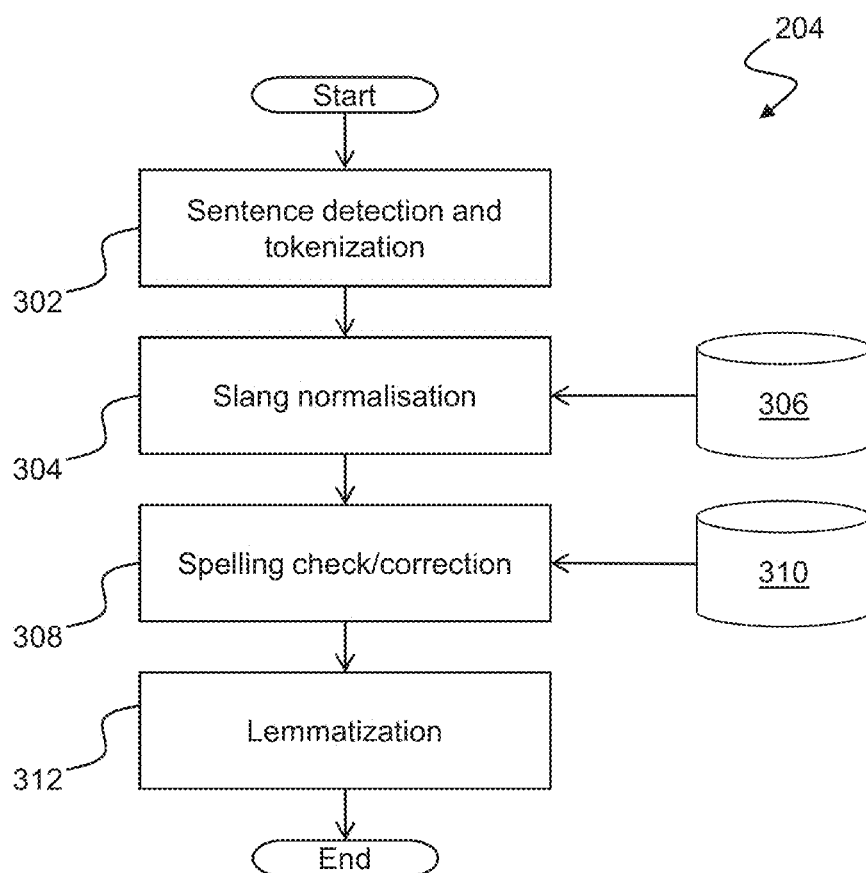 204
Start
Sentence detection and
tokenization
302
Slang normalisation
306
304
Spelling check/correction
310
308
Lemmatization
312
End